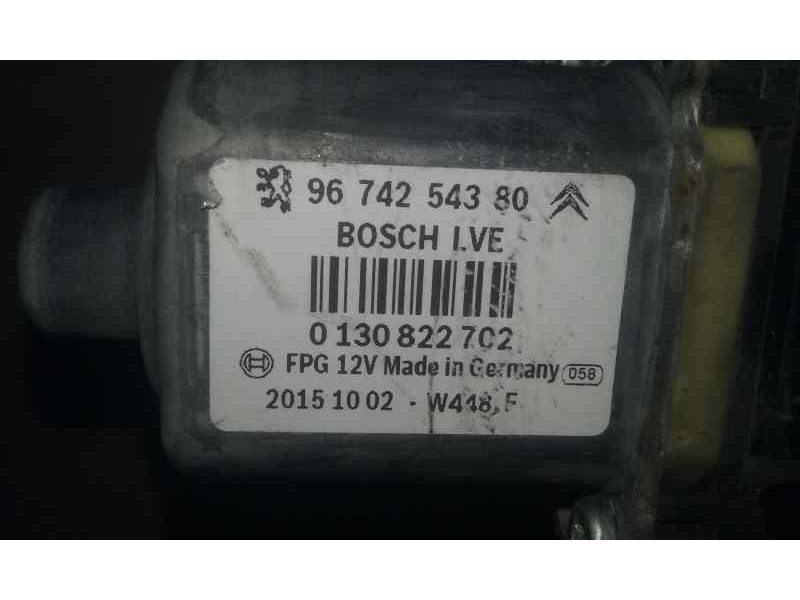 96 742 543 80
BOSCH LVE
0 130 822 702
FPG 12V Made in Germany 058
2015 10 02 - W448, F